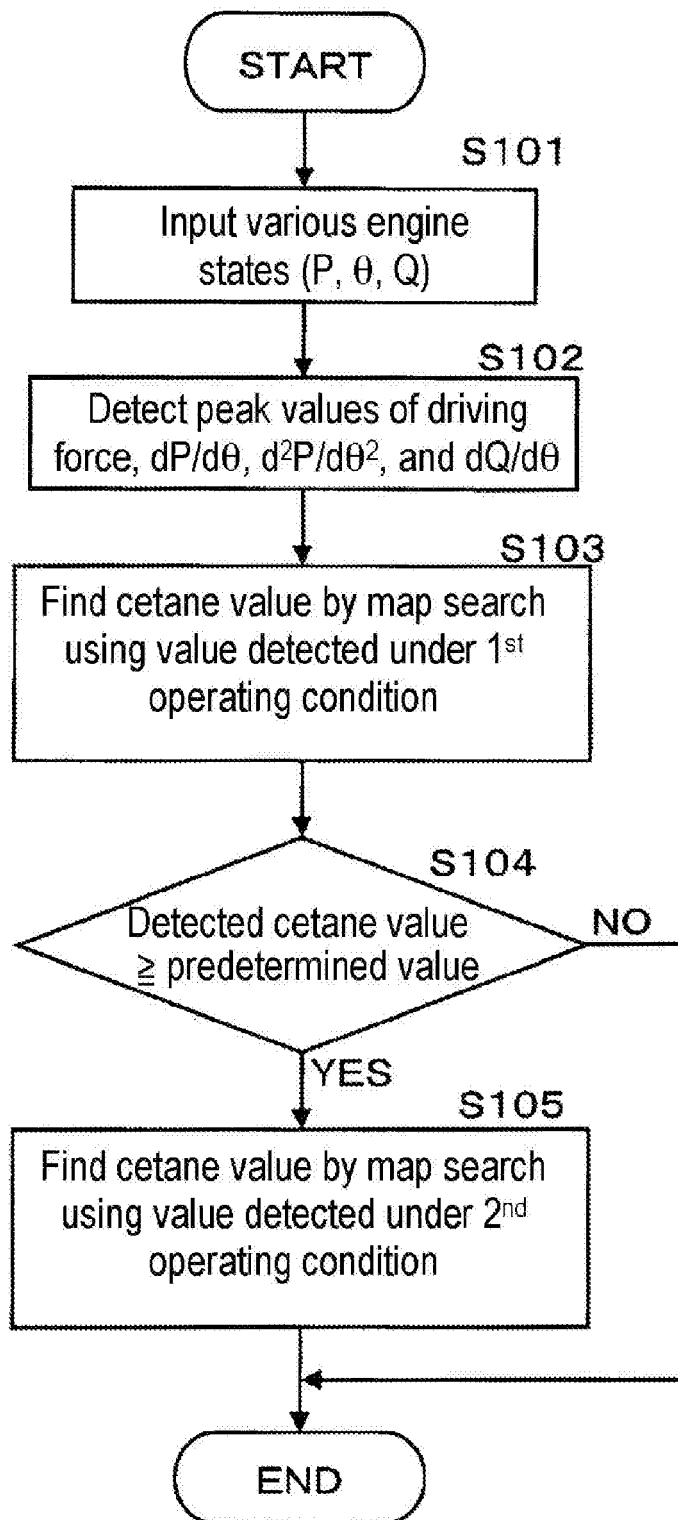 START
S101
Input various engine
states (P, θ, Q)
S102
Detect peak values of driving
force, dP/dθ, d²P/dθ², and dQ/dθ
S103
Find cetane value by map search
using value detected under 1st
operating condition
S104
Detected cetane value
≧ predetermined value
NO
YES
S105
Find cetane value by map search
using value detected under 2nd
operating condition
END